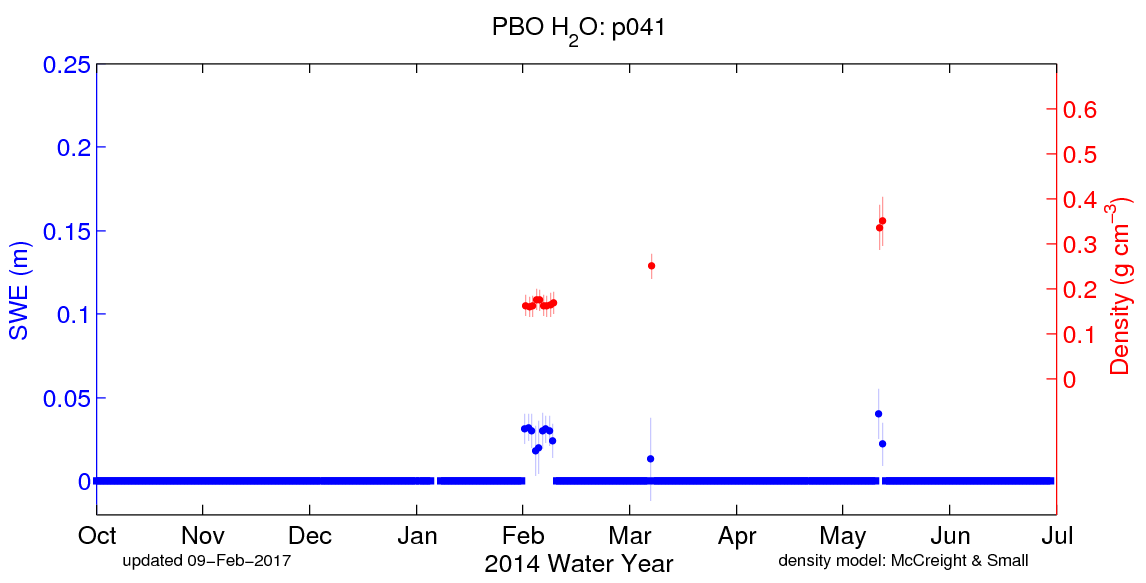 PBO H₂O: p041
0.25
0.2
0.15
0.1
0.05
0
SWE (m)
0.6
0.5
0.4
0.3
0.2
0.1
0
Density (g cm⁻³)
Oct Nov Dec Jan Feb Mar Apr May Jun Jul
updated 09−Feb−2017
2014 Water Year
density model: McCreight & Small